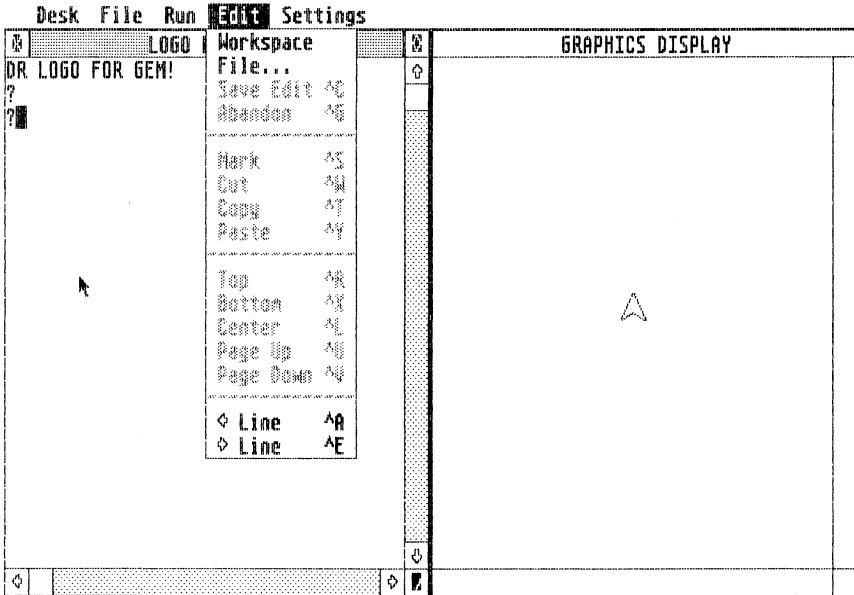 Desk File Run Edit Settings
LOGO
GRAPHICS DISPLAY
DR LOGO FOR GEM!
?
?
Workspace
File...
Save Edit ^C
Abandon ^G
Mark ^S
Cut ^W
Copy ^T
Paste ^Y
Top ^R
Bottom ^X
Center ^L
Page Up ^U
Page Down ^V
⇦ Line ^A
⇨ Line ^E